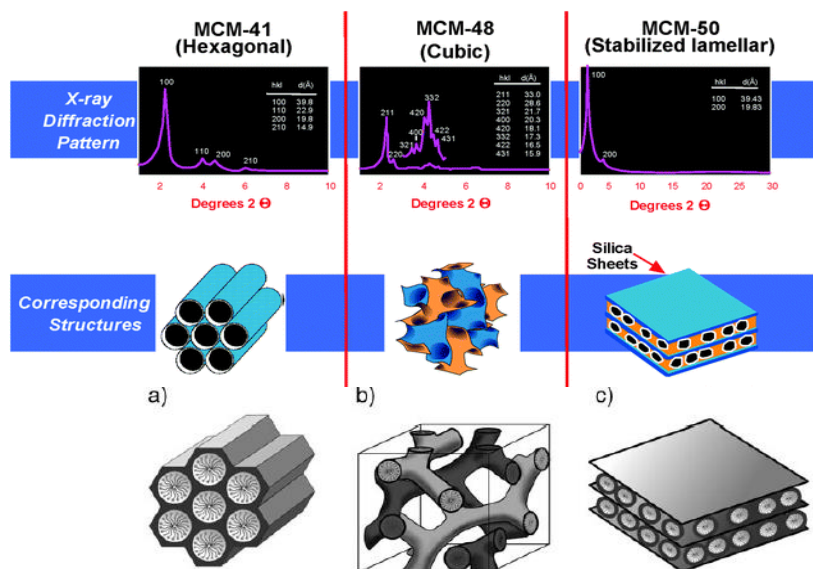 MCM-41
(Hexagonal)
MCM-48
(Cubic)
MCM-50
(Stabilized lamellar)
X-ray
Diffraction
Pattern
100
110
200
210
hkl d(Å)
100 39.8
110 22.9
200 19.8
210 14.9
2 4 6 8 10
Degrees 2 Θ
211
220
321
400
420
332
422
431
hkl d(Å)
211 33.0
220 28.6
321 21.7
400 20.3
420 18.1
332 17.3
422 16.5
431 15.9
2 4 6 8 10
Degrees 2 Θ
100
200
hkl d(Å)
100 39.43
200 19.83
0 5 10 15 20 25 30
Degrees 2 Θ
Corresponding
Structures
Silica
Sheets
a)
b)
c)